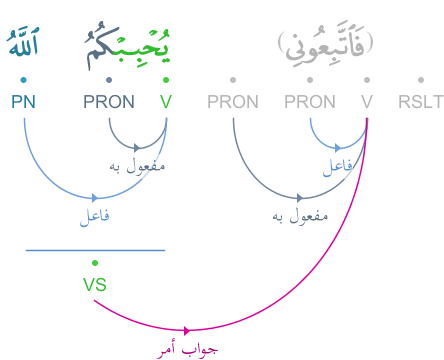 (فَٱتَّبِعُونِي) يُحْبِبْكُمُ ٱللَّهُ
RSLT V PRON PRON V PRON PN
فاعل مفعول به
مفعول به فاعل
VS
جواب أمر